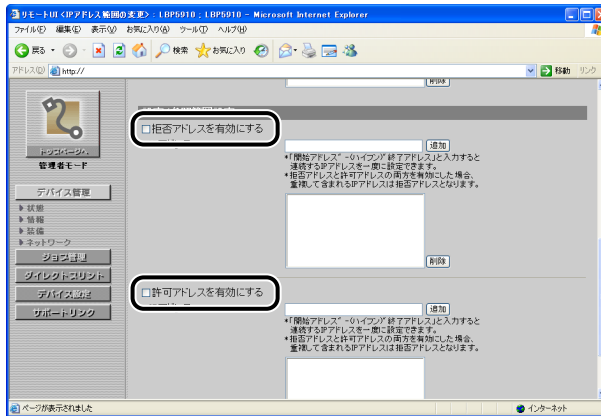 リモートUI <IPアドレス範囲の変更> : LBP5910 ; LBP5910 - Microsoft Internet Explorer
ファイル(F) 編集(E) 表示(V) お気に入り(A) ツール(T) ヘルプ(H)
戻る 検索 お気に入り
アドレス(D) http:// 移動 リンク
削除
トップページへ
管理者モード
デバイス管理
状態
情報
装備
ネットワーク
ジョブ管理
ダイレクトプリント
デバイス設定
サポートリンク
拒否アドレスを有効にする
追加
*「開始アドレス" -(ハイフン)" 終了アドレス」と入力すると
連続するIPアドレスを一度に設定できます。
*拒否アドレスと許可アドレスの両方を有効にした場合、
重複して含まれるIPアドレスは拒否アドレスとなります。
削除
許可アドレスを有効にする
追加
*「開始アドレス" -(ハイフン)" 終了アドレス」と入力すると
連続するIPアドレスを一度に設定できます。
*拒否アドレスと許可アドレスの両方を有効にした場合、
重複して含まれるIPアドレスは拒否アドレスとなります。
ページが表示されました インターネット